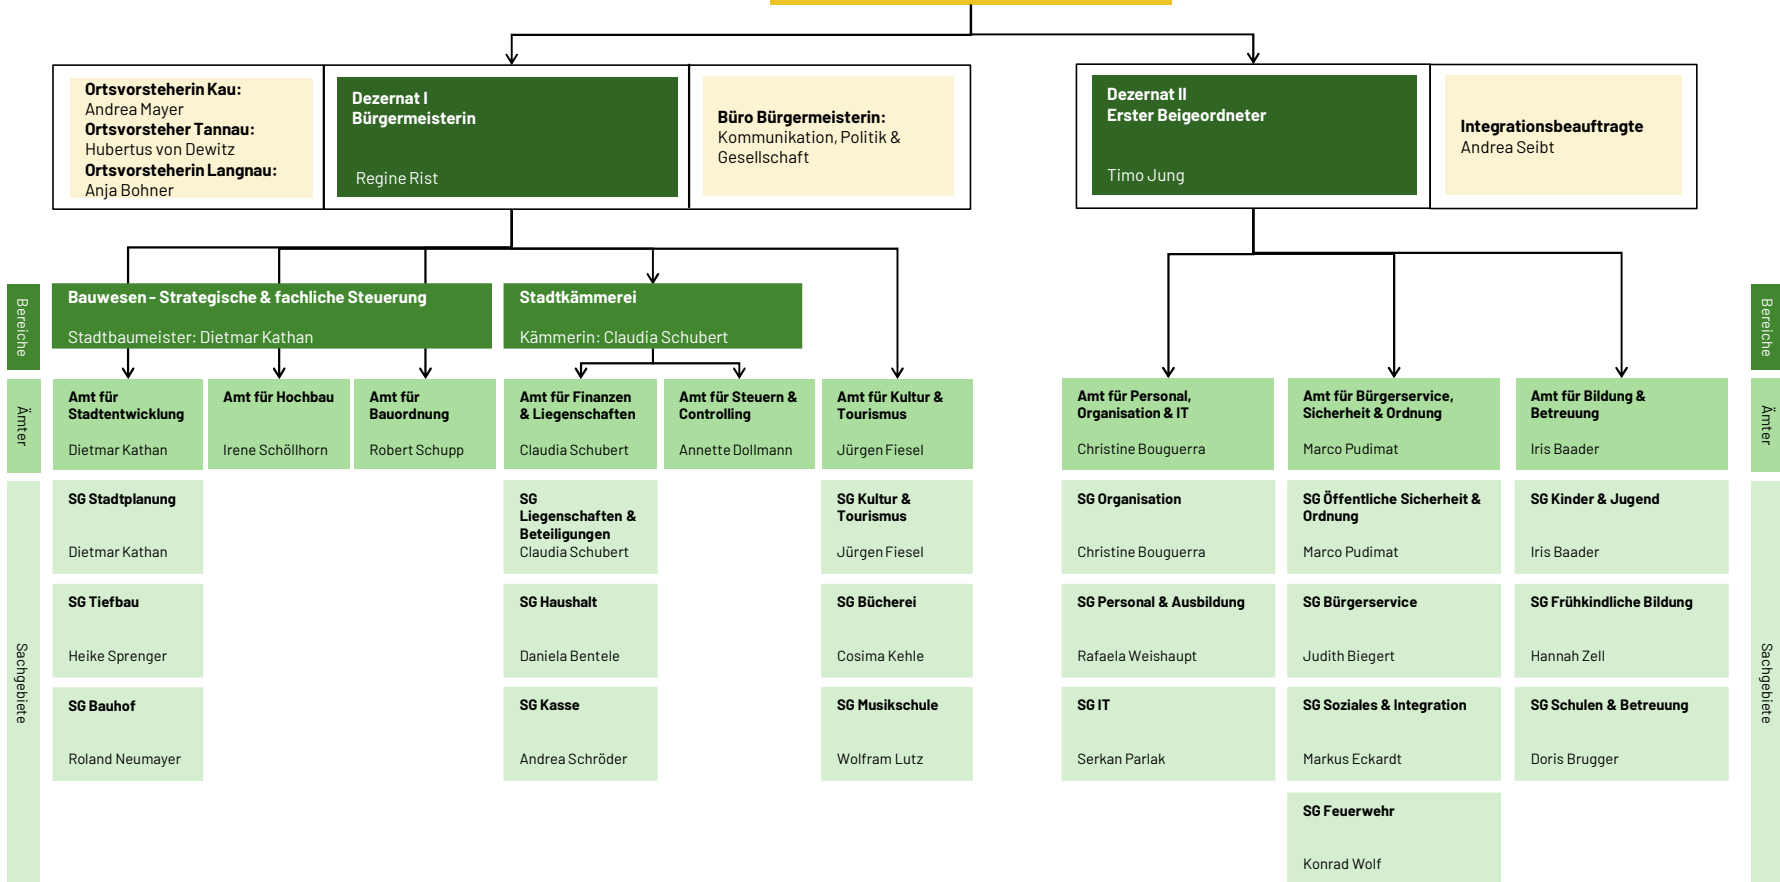 Ortsvorsteherin Kau:
Andrea Mayer
Ortsvorsteher Tannau:
Hubertus von Dewitz
Ortsvorsteherin Langnau:
Anja Bohner
Dezernat I
Bürgermeisterin
Regine Rist
Büro Bürgermeisterin:
Kommunikation, Politik &
Gesellschaft
Dezernat II
Erster Beigeordneter
Timo Jung
Integrationsbeauftragte
Andrea Seibt
Bereiche
Bauwesen - Strategische & fachliche Steuerung
Stadtbaumeister: Dietmar Kathan
Stadtkämmerei
Kämmerin: Claudia Schubert
Bereiche
Ämter
Amt für
Stadtentwicklung
Dietmar Kathan
Amt für Hochbau
Irene Schöllhorn
Amt für
Bauordnung
Robert Schupp
Amt für Finanzen
& Liegenschaften
Claudia Schubert
Amt für Steuern &
Controlling
Annette Dollmann
Amt für Kultur &
Tourismus
Jürgen Fiesel
Amt für Personal,
Organisation & IT
Christine Bouguerra
Amt für Bürgerservice,
Sicherheit & Ordnung
Marco Pudimat
Amt für Bildung &
Betreuung
Iris Baader
Ämter
Sachgebiete
SG Stadtplanung
Dietmar Kathan
SG
Liegenschaften &
Beteiligungen
Claudia Schubert
SG Kultur &
Tourismus
Jürgen Fiesel
SG Organisation
Christine Bouguerra
SG Öffentliche Sicherheit &
Ordnung
Marco Pudimat
SG Kinder & Jugend
Iris Baader
SG Tiefbau
Heike Sprenger
SG Haushalt
Daniela Bentele
SG Bücherei
Cosima Kehle
SG Personal & Ausbildung
Rafaela Weishaupt
SG Bürgerservice
Judith Biegert
SG Frühkindliche Bildung
Hannah Zell
SG Bauhof
Roland Neumayer
SG Kasse
Andrea Schröder
SG Musikschule
Wolfram Lutz
SG IT
Serkan Parlak
SG Soziales & Integration
Markus Eckardt
SG Schulen & Betreuung
Doris Brugger
SG Feuerwehr
Konrad Wolf
Sachgebiete